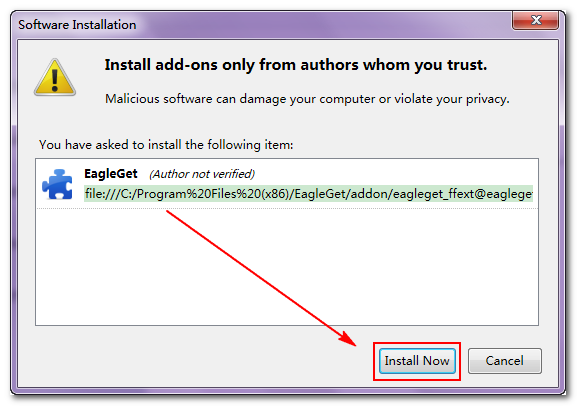 Software Installation
Install add-ons only from authors whom you trust.
Malicious software can damage your computer or violate your privacy.
You have asked to install the following item:
EagleGet (Author not verified)
file:///C:/Program%20Files%20(x86)/EagleGet/addon/eagleget_ffext@eagleget
Install Now
Cancel